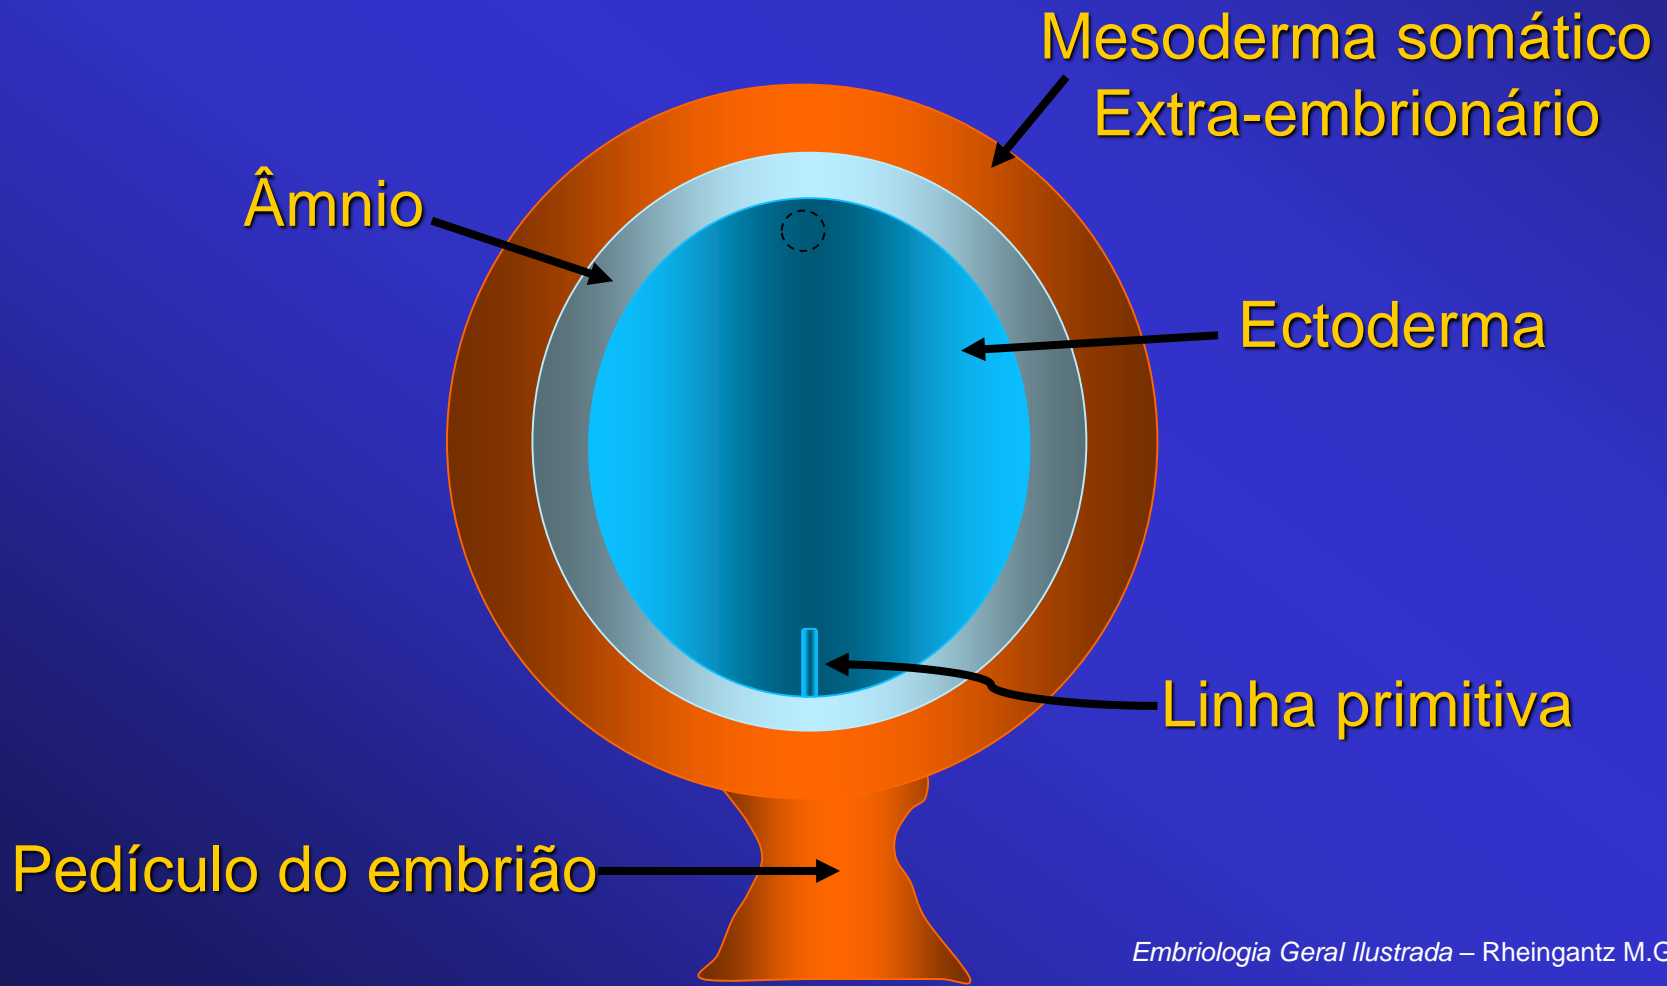 Mesoderma somático
Extra-embrionário
Âmnio
Ectoderma
Linha primitiva
Pedículo do embrião
Embriologia Geral Ilustrada – Rheingantz M.G